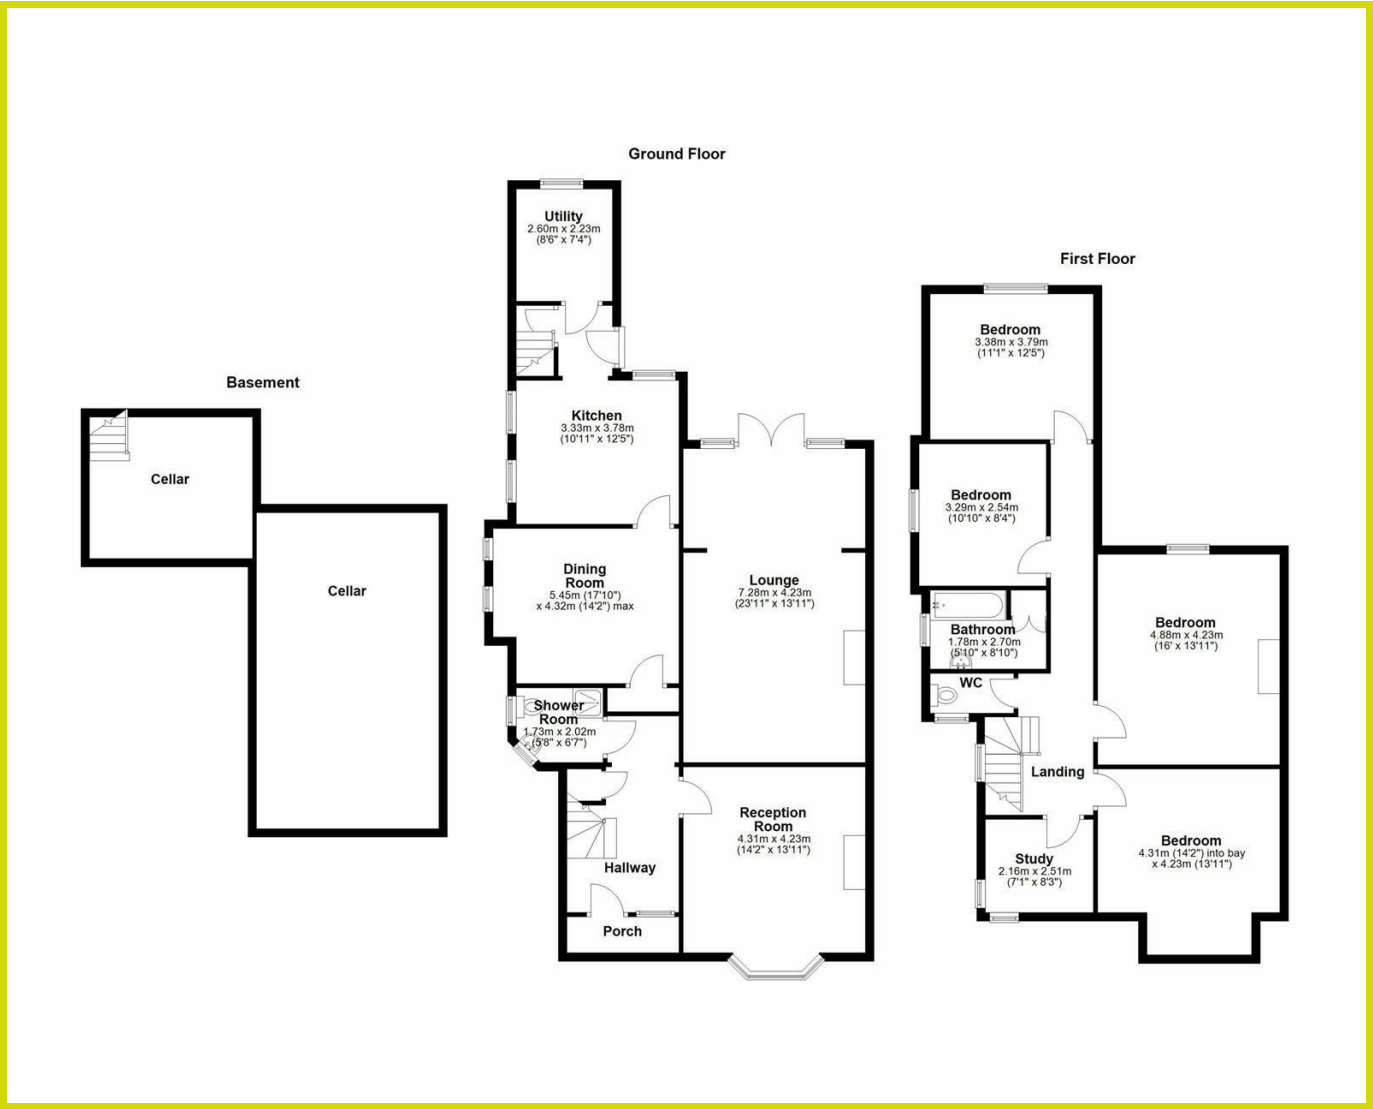 Ground Floor
Utility
2.60m x 2.23m
(8'6" x 7'4")
Kitchen
3.33m x 3.78m
(10'11" x 12'5")
Dining
Room
5.45m (17'10")
x 4.32m (14'2") max
Lounge
7.28m x 4.23m
(23'11" x 13'11")
Shower
Room
1.73m x 2.02m
(5'8" x 6'7")
Reception
Room
4.31m x 4.23m
(14'2" x 13'11")
Hallway
Porch
Basement
Cellar
Cellar
First Floor
Bedroom
3.38m x 3.79m
(11'1" x 12'5")
Bedroom
3.29m x 2.54m
(10'10" x 8'4")
Bathroom
1.78m x 2.70m
(5'10" x 8'10")
WC
Bedroom
4.88m x 4.23m
(16' x 13'11")
Landing
Study
2.16m x 2.51m
(7'1" x 8'3")
Bedroom
4.31m (14'2") into bay
x 4.23m (13'11")